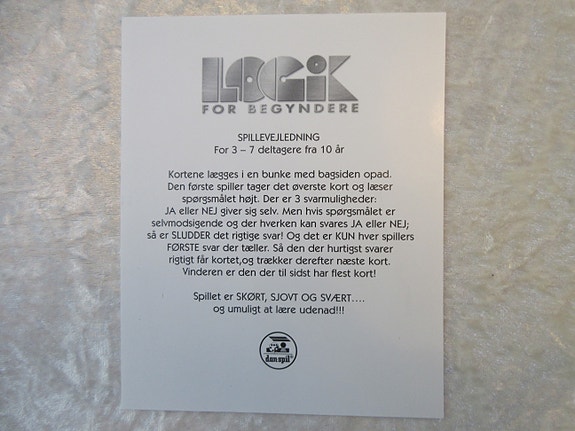 LOGiK
FOR BEGYNDERE
SPILLEVEJLEDNING
For 3 – 7 deltagere fra 10 år
Kortene lægges i en bunke med bagsiden opad.
Den første spiller tager det øverste kort og læser
spørgsmålet højt. Der er 3 svarmuligheder:
JA eller NEJ giver sig selv. Men hvis spørgsmålet er
selvmodsigende og der hverken kan svares JA eller NEJ;
så er SLUDDER det rigtige svar! Og det er KUN hver spillers
FØRSTE svar der tæller. Så den der hurtigst svarer
rigtigt får kortet,og trækker derefter næste kort.
Vinderen er den der til sidst har flest kort!
Spillet er SKØRT, SJOVT OG SVÆRT....
og umuligt at lære udenad!!!
danspil